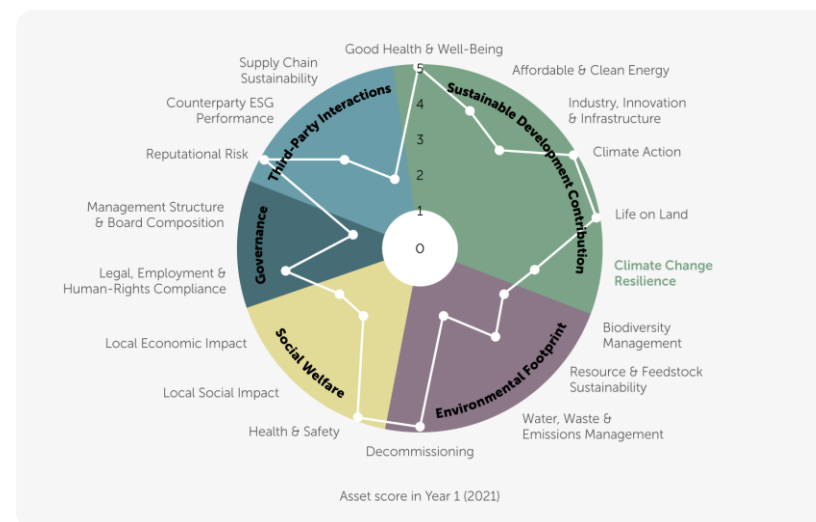 Good Health & Well-Being
Supply Chain
Sustainability
Affordable & Clean Energy
Counterparty ESG
Performance
Industry, Innovation
& Infrastructure
Reputational Risk
Climate Action
Management Structure
& Board Composition
Life on Land
Legal, Employment &
Human-Rights Compliance
Climate Change
Resilience
Local Economic Impact
Biodiversity
Management
Local Social Impact
Resource & Feedstock
Sustainability
Health & Safety
Water, Waste &
Emissions Management
Decommissioning
Third-Party Interactions
Sustainable Development Contribution
Governance
Social Welfare
Environmental Footprint
5
4
3
2
1
0
Asset score in Year 1 (2021)